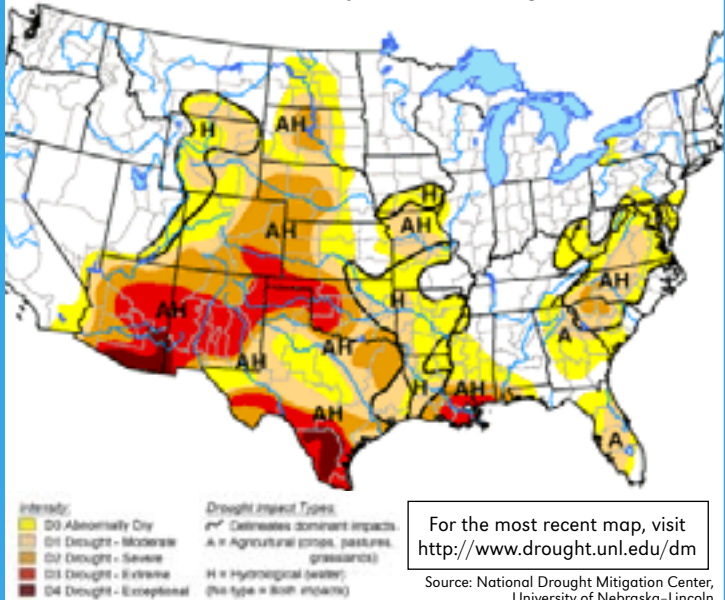 H
AH
H
AH
AH
AH
H
AH
A
AH
AH
AH
H
AH
A
Intensity:
D0 Abnormally Dry
D1 Drought - Moderate
D2 Drought - Severe
D3 Drought - Extreme
D4 Drought - Exceptional
Drought Impact Types:
Delineates dominant impacts
A = Agricultural (crops, pastures,
grasslands)
H = Hydrological (water)
(No type = Both impacts)
For the most recent map, visit
http://www.drought.unl.edu/dm
Source: National Drought Mitigation Center,
University of Nebraska–Lincoln